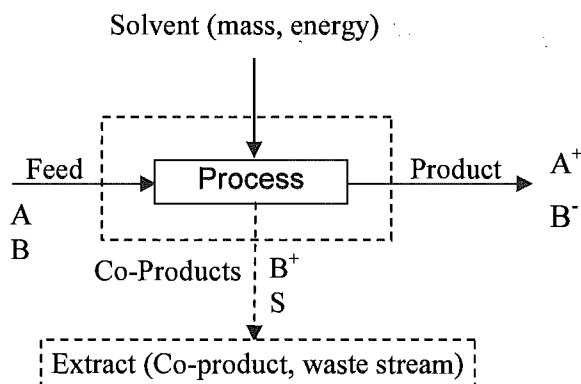 Solvent (mass, energy)
Feed
Process
Product
A⁺
B⁻
A
B
Co-Products
B⁺
S
Extract (Co-product, waste stream)